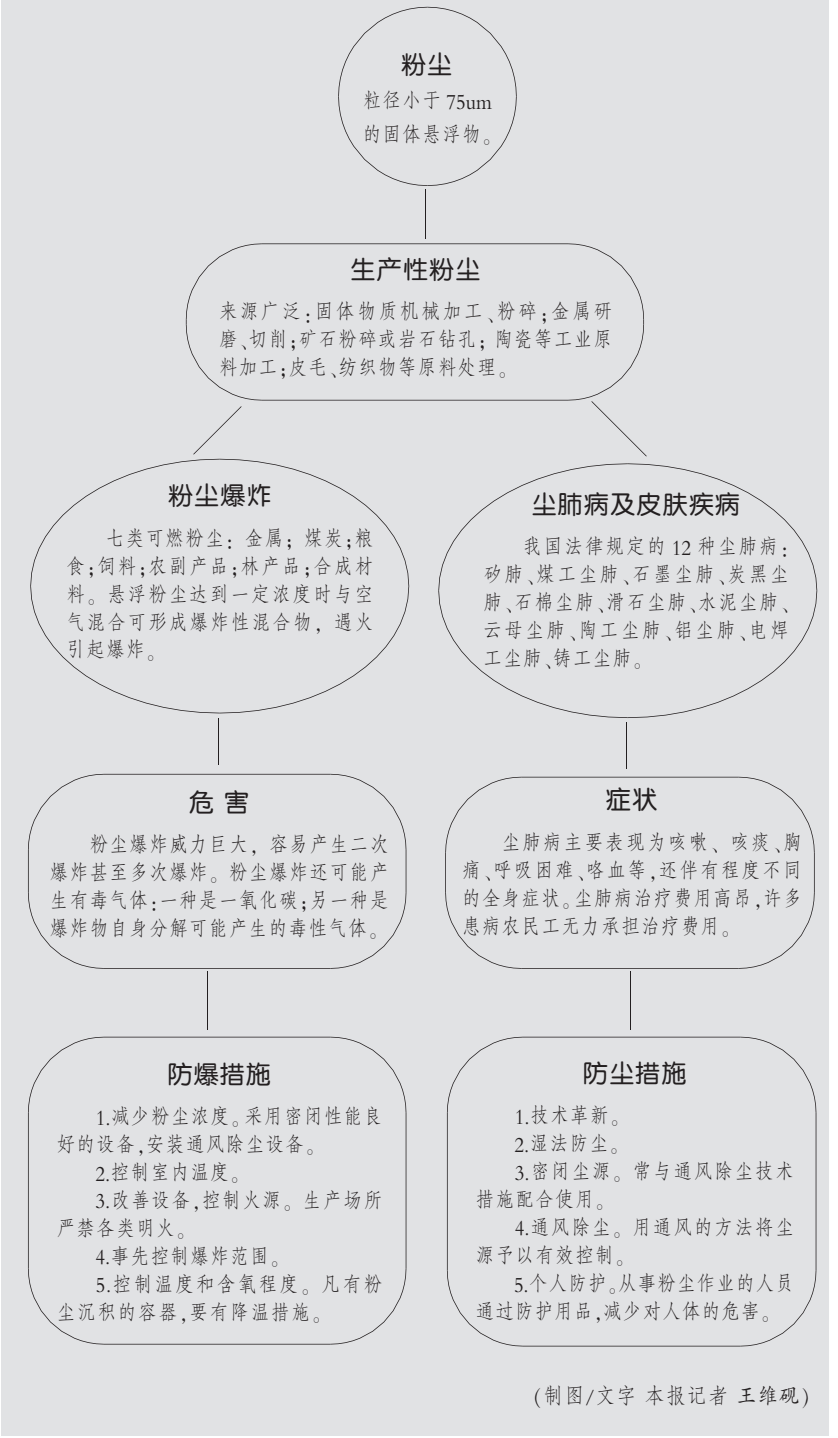 粉尘
粒径小于 75um
的固体悬浮物。
生产性粉尘
来源广泛:固体物质机械加工、粉碎;金属研
磨、切削;矿石粉碎或岩石钻孔; 陶瓷等工业原
料加工;皮毛、纺织物等原料处理。
粉尘爆炸
七类可燃粉尘: 金属; 煤炭;粮
食;饲料;农副产品;林产品;合成材
料。悬浮粉尘达到一定浓度时与空
气混合可形成爆炸性混合物, 遇火
引起爆炸。
尘肺病及皮肤疾病
我国法律规定的 12 种尘肺病:
矽肺、煤工尘肺、石墨尘肺、炭黑尘
肺、石棉尘肺、滑石尘肺、水泥尘肺、
云母尘肺、陶工尘肺、铝尘肺、电焊
工尘肺、铸工尘肺。
危 害
粉尘爆炸威力巨大, 容易产生二次
爆炸甚至多次爆炸。粉尘爆炸还可能产
生有毒气体:一种是一氧化碳;另一种是
爆炸物自身分解可能产生的毒性气体。
症状
尘肺病主要表现为咳嗽、咳痰、胸
痛、呼吸困难、咯血等,还伴有程度不同
的全身症状。尘肺病治疗费用高昂,许多
患病农民工无力承担治疗费用。
防爆措施
1.减少粉尘浓度。采用密闭性能良
好的设备,安装通风除尘设备。
2.控制室内温度。
3.改善设备,控制火源。生产场所
严禁各类明火。
4.事先控制爆炸范围。
5.控制温度和含氧程度。凡有粉
尘沉积的容器,要有降温措施。
防尘措施
1.技术革新。
2.湿法防尘。
3.密闭尘源。常与通风除尘技术
措施配合使用。
4.通风除尘。用通风的方法将尘
源予以有效控制。
5.个人防护。从事粉尘作业的人员
通过防护用品,减少对人体的危害。
(制图/文字 本报记者 王维砚)